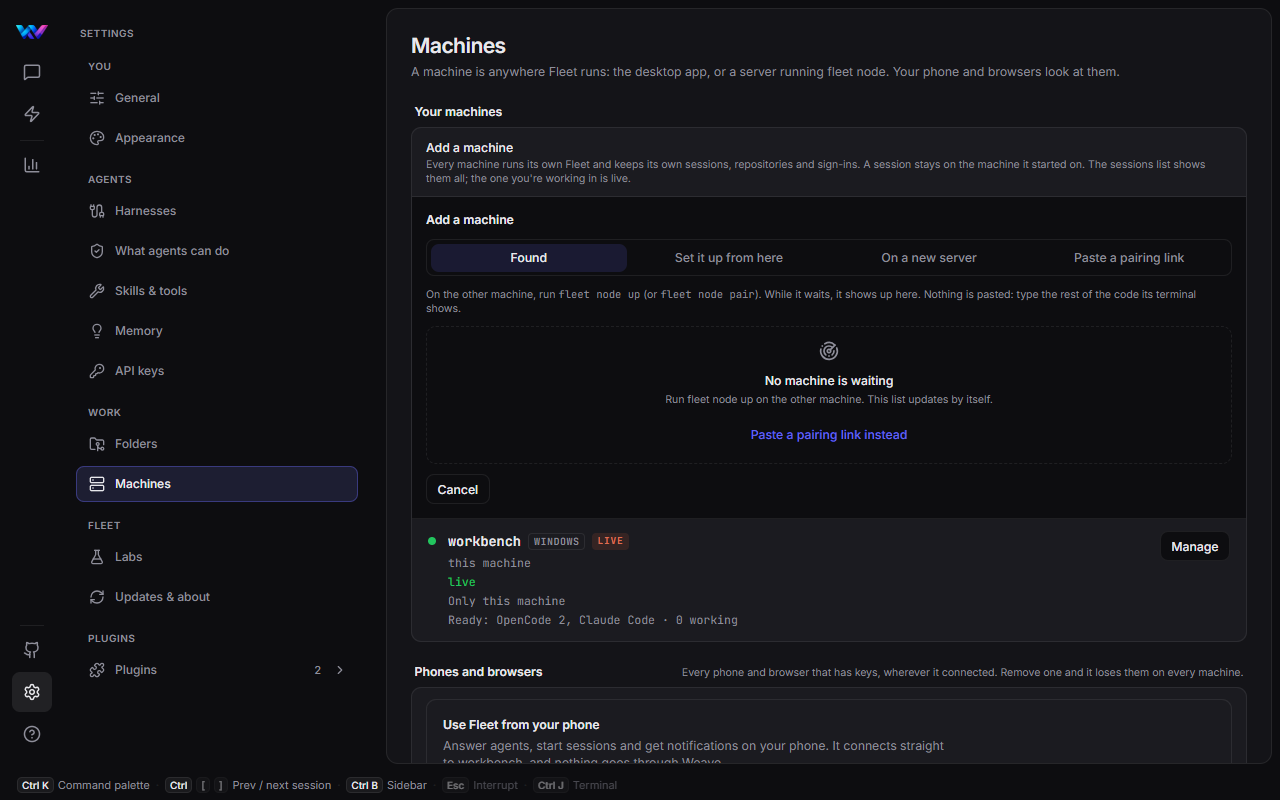 SETTINGS
YOU
General
Appearance
AGENTS
Harnesses
What agents can do
Skills & tools
Memory
API keys
WORK
Folders
Machines
FLEET
Labs
Updates & about
PLUGINS
Plugins 2
Machines
A machine is anywhere Fleet runs: the desktop app, or a server running fleet node. Your phone and browsers look at them.
Your machines
Add a machine
Every machine runs its own Fleet and keeps its own sessions, repositories and sign-ins. A session stays on the machine it started on. The sessions list shows
them all; the one you're working in is live.
Add a machine
Found Set it up from here On a new server Paste a pairing link
On the other machine, run fleet node up (or fleet node pair). While it waits, it shows up here. Nothing is pasted: type the rest of the code its terminal
shows.
No machine is waiting
Run fleet node up on the other machine. This list updates by itself.
Paste a pairing link instead
Cancel
workbench WINDOWS LIVE Manage
this machine
live
Only this machine
Ready: OpenCode 2, Claude Code · 0 working
Phones and browsers Every phone and browser that has keys, wherever it connected. Remove one and it loses them on every machine.
Use Fleet from your phone
Answer agents, start sessions and get notifications on your phone. It connects straight
to workbench, and nothing goes through Weave.
Ctrl K Command palette · Ctrl [ ] Prev / next session · Ctrl B Sidebar · Esc Interrupt · Ctrl J Terminal